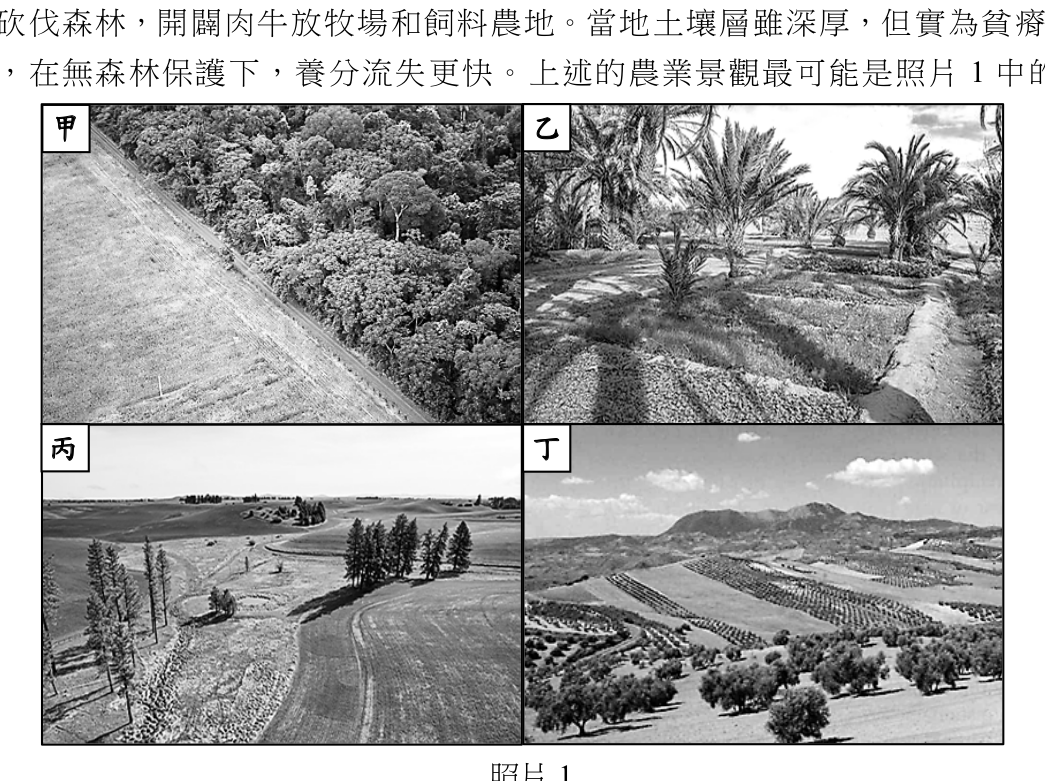 砍伐森林，開闢肉牛放牧場和飼料農地。當地土壤層雖深厚，但實為貧瘠
，在無森林保護下，養分流失更快。上述的農業景觀最可能是照片 1 中的
甲
乙
丙
丁
照片 1